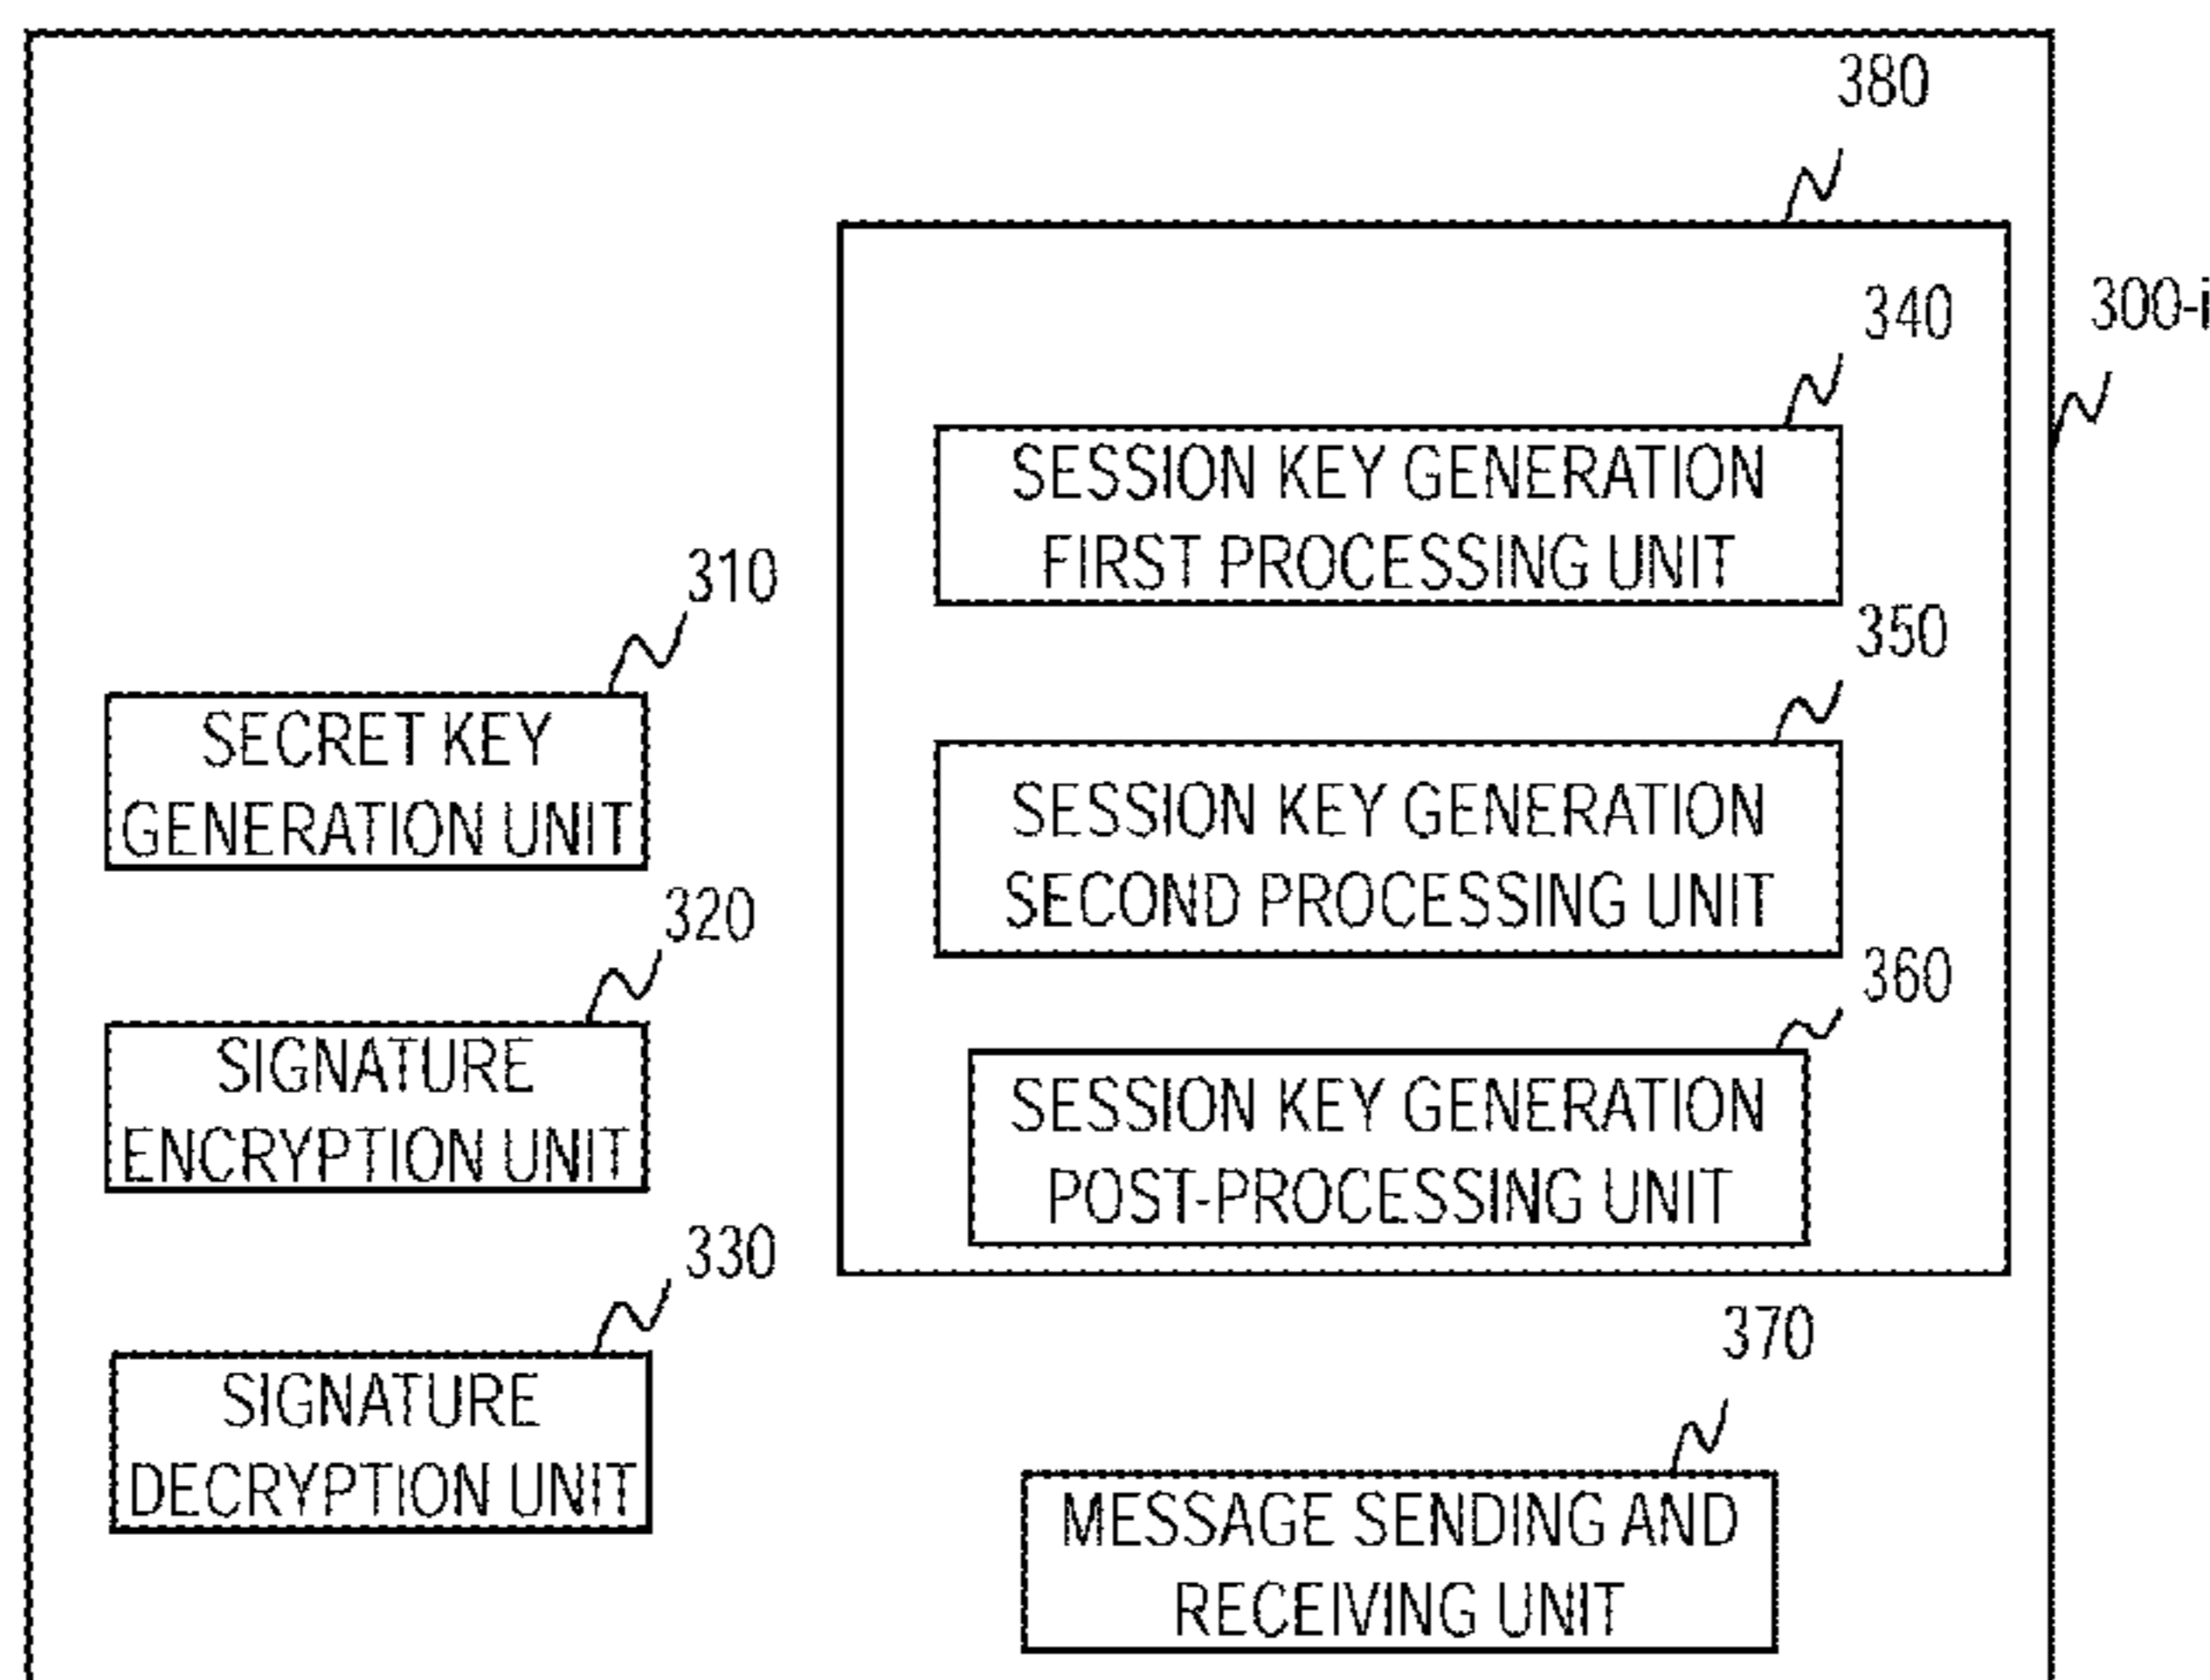 380
300-i
340
SESSION KEY GENERATION
FIRST PROCESSING UNIT
310
350
SECRET KEY
GENERATION UNIT
SESSION KEY GENERATION
SECOND PROCESSING UNIT
320
360
SIGNATURE
ENCRYPTION UNIT
SESSION KEY GENERATION
POST-PROCESSING UNIT
330
370
SIGNATURE
DECRYPTION UNIT
MESSAGE SENDING AND
RECEIVING UNIT